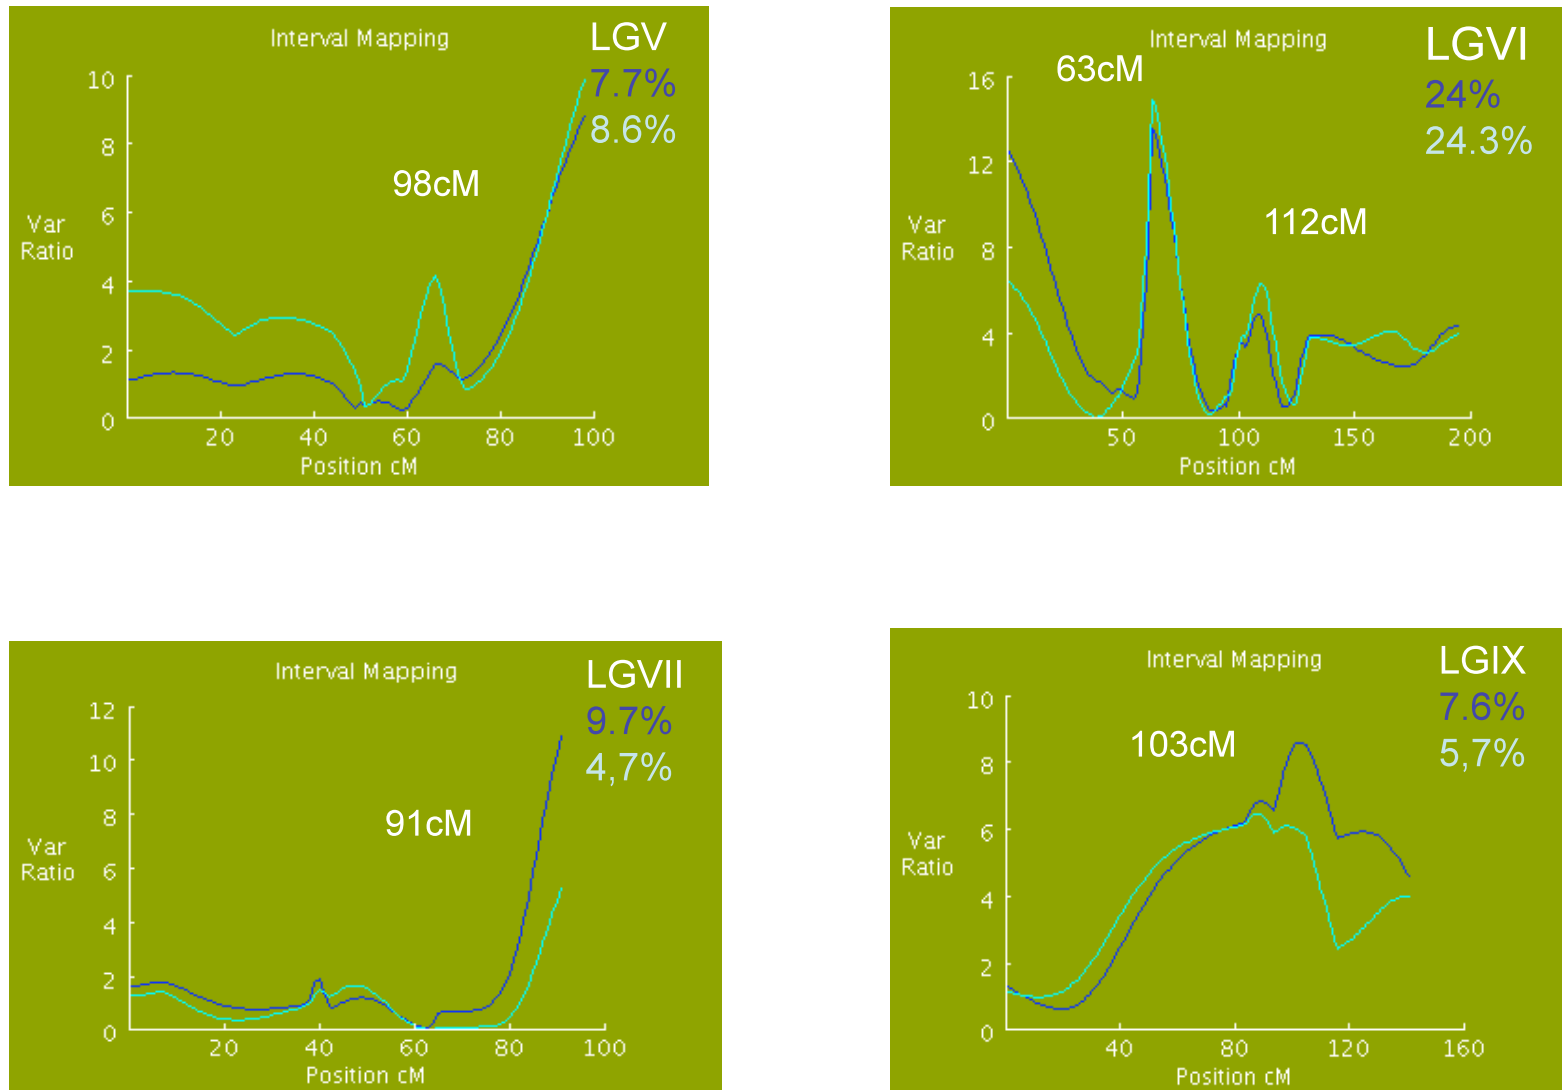 Interval Mapping
LGV
7.7%
8.6%
98cM
Var
Ratio
10
8
6
4
2
0
20 40 60 80 100
Position cM
Interval Mapping
LGVI
24%
24.3%
63cM
112cM
Var
Ratio
16
12
8
4
0
50 100 150 200
Position cM
Interval Mapping
LGVII
9.7%
4,7%
91cM
Var
Ratio
12
10
8
6
4
2
0
20 40 60 80 100
Position cM
Interval Mapping
LGIX
7.6%
5,7%
103cM
Var
Ratio
10
8
6
4
2
0
40 80 120 160
Position cM